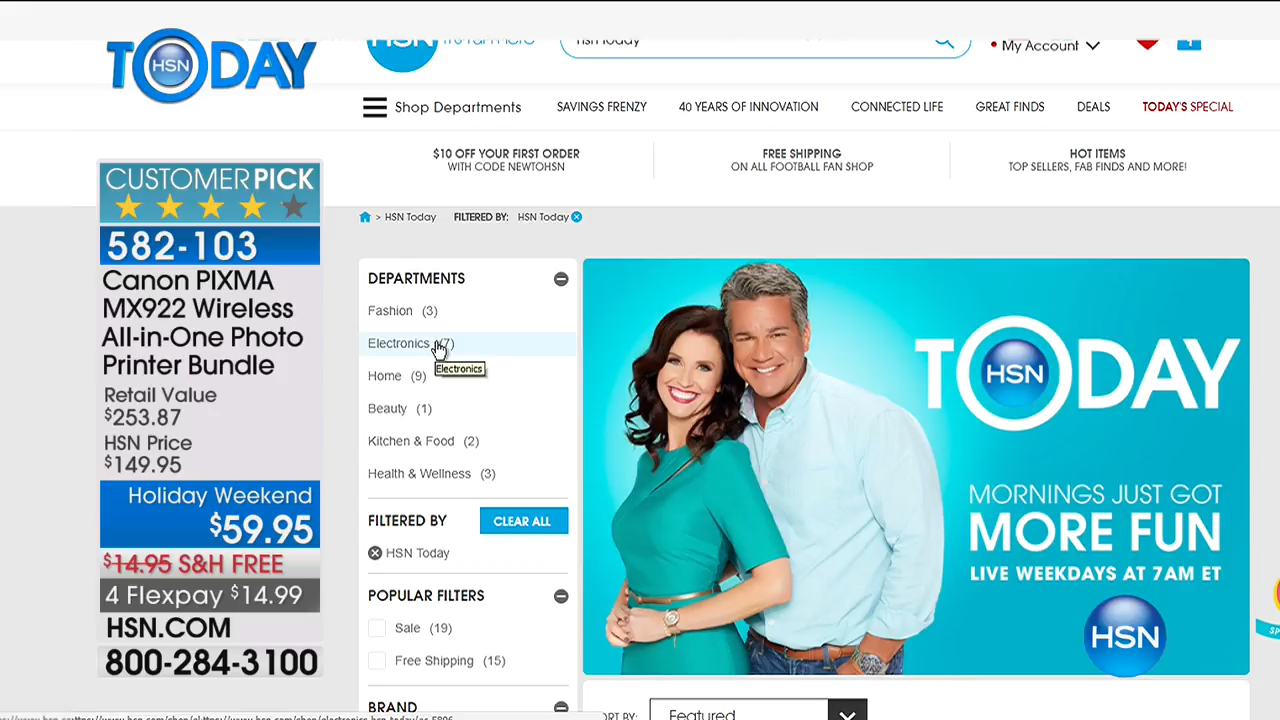 TODAY
HSN
HSN
hsn today
My Account
Shop Departments
SAVINGS FRENZY
40 YEARS OF INNOVATION
CONNECTED LIFE
GREAT FINDS
DEALS
TODAY'S SPECIAL
$10 OFF YOUR FIRST ORDER
WITH CODE NEWTOHSN
FREE SHIPPING
ON ALL FOOTBALL FAN SHOP
HOT ITEMS
TOP SELLERS, FAB FINDS AND MORE!
> HSN Today
FILTERED BY: HSN Today
CUSTOMER PICK
582-103
Canon PIXMA
MX922 Wireless
All-in-One Photo
Printer Bundle
Retail Value
$253.87
HSN Price
$149.95
Holiday Weekend
$59.95
$14.95 S&H FREE
4 Flexpay $14.99
HSN.COM
800-284-3100
DEPARTMENTS
Fashion (3)
Electronics (7)
Electronics
Home (9)
Beauty (1)
Kitchen & Food (2)
Health & Wellness (3)
FILTERED BY
CLEAR ALL
HSN Today
POPULAR FILTERS
Sale (19)
Free Shipping (15)
BRAND
TODAY
HSN
MORNINGS JUST GOT
MORE FUN
LIVE WEEKDAYS AT 7AM ET
HSN
SORT BY:
Featured